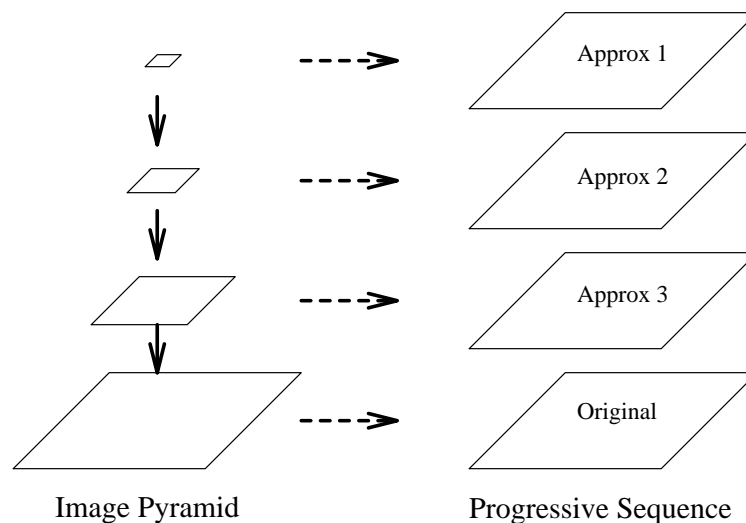 Approx 1
Approx 2
Approx 3
Original
Image Pyramid
Progressive Sequence